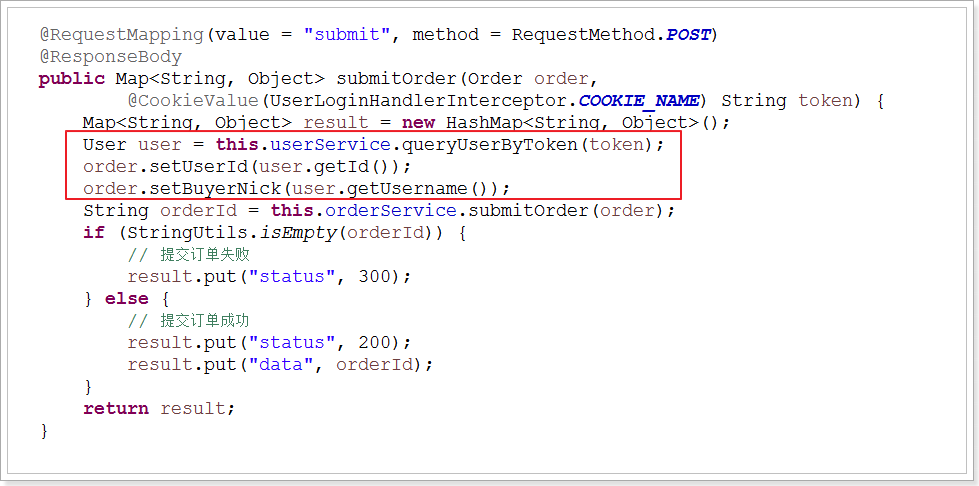 @RequestMapping(value = "submit", method = RequestMethod.POST)
@ResponseBody
public Map<String, Object> submitOrder(Order order,
        @CookieValue(UserLoginHandlerInterceptor.COOKIE_NAME) String token) {
    Map<String, Object> result = new HashMap<String, Object>();
    User user = this.userService.queryUserByToken(token);
    order.setUserId(user.getId());
    order.setBuyerNick(user.getUsername());
    String orderId = this.orderService.submitOrder(order);
    if (StringUtils.isEmpty(orderId)) {
        // 提交订单失败
        result.put("status", 300);
    } else {
        // 提交订单成功
        result.put("status", 200);
        result.put("data", orderId);
    }
    return result;
}